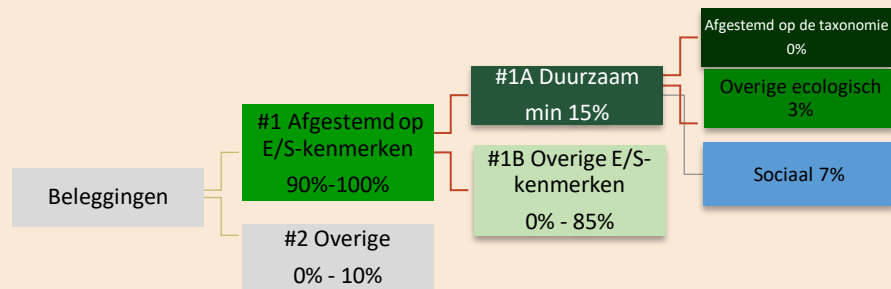 Beleggingen
#1 Afgestemd op
E/S-kenmerken
90%-100%
#2 Overige
0% - 10%
#1A Duurzaam
min 15%
#1B Overige E/S-
kenmerken
0% - 85%
Afgestemd op de taxonomie
0%
Overige ecologisch
3%
Sociaal 7%